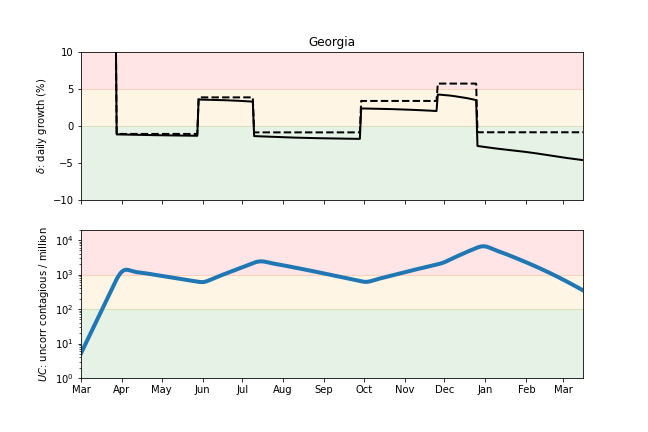 Georgia
δ: daily growth (%)
10
5
0
−5
−10
UC: uncorr contagious / million
10⁴
10³
10²
10¹
10⁰
Mar Apr May Jun Jul Aug Sep Oct Nov Dec Jan Feb Mar